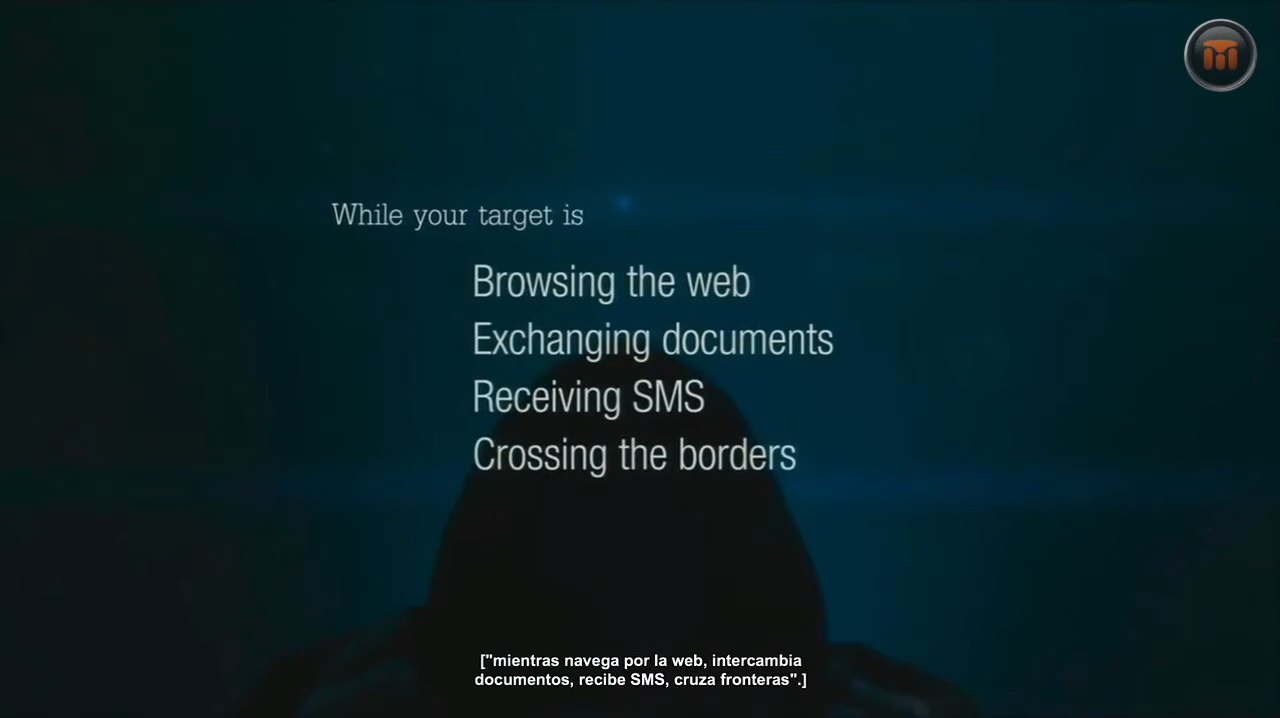 While your target is
Browsing the web
Exchanging documents
Receiving SMS
Crossing the borders
["mientras navega por la web, intercambia
documentos, recibe SMS, cruza fronteras".]